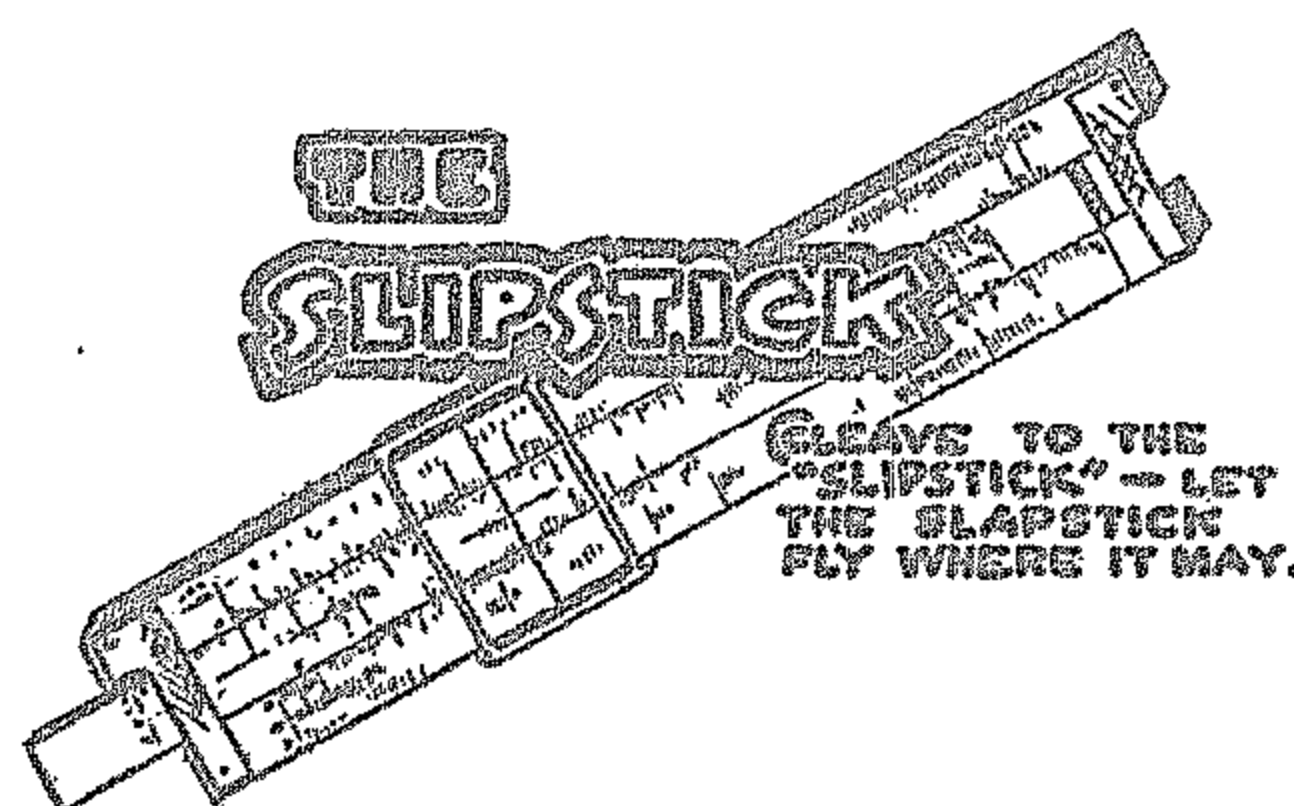 THE
SLIPSTICK
CLEAVE TO THE
"SLIPSTICK" — LET
THE SLAPSTICK
FLY WHERE IT MAY.